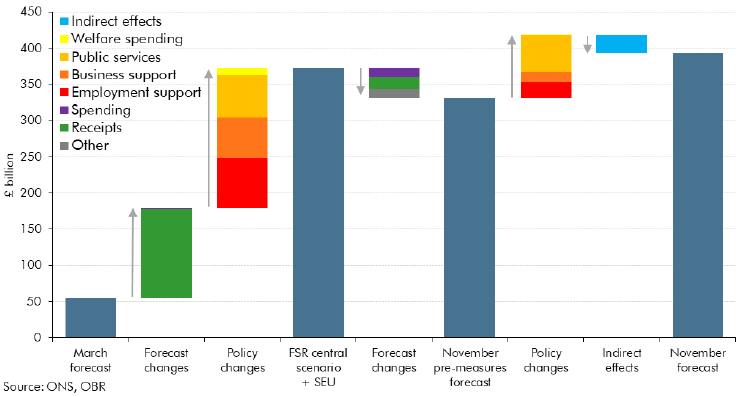 450
400
350
300
250
200
150
100
50
0
£ billion
Indirect effects
Welfare spending
Public services
Business support
Employment support
Spending
Receipts
Other
March
forecast
Forecast
changes
Policy
changes
FSR central
scenario
+ SEU
Forecast
changes
November
pre-measures
forecast
Policy
changes
Indirect
effects
November
forecast
Source: ONS, OBR